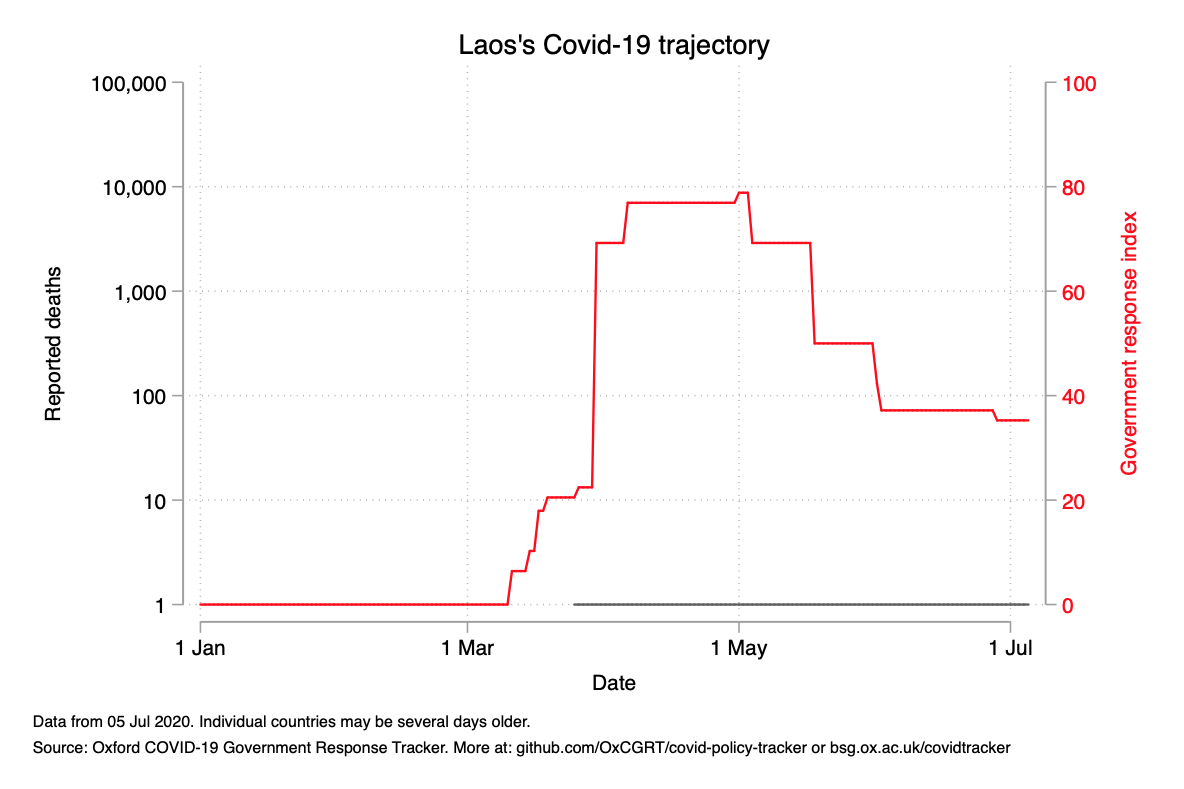 Laos's Covid-19 trajectory
100,000
10,000
1,000
100
10
1
Reported deaths
100
80
60
40
20
0
Government response index
1 Jan
1 Mar
1 May
1 Jul
Date
Data from 05 Jul 2020. Individual countries may be several days older.
Source: Oxford COVID-19 Government Response Tracker. More at: github.com/OxCGRT/covid-policy-tracker or bsg.ox.ac.uk/covidtracker